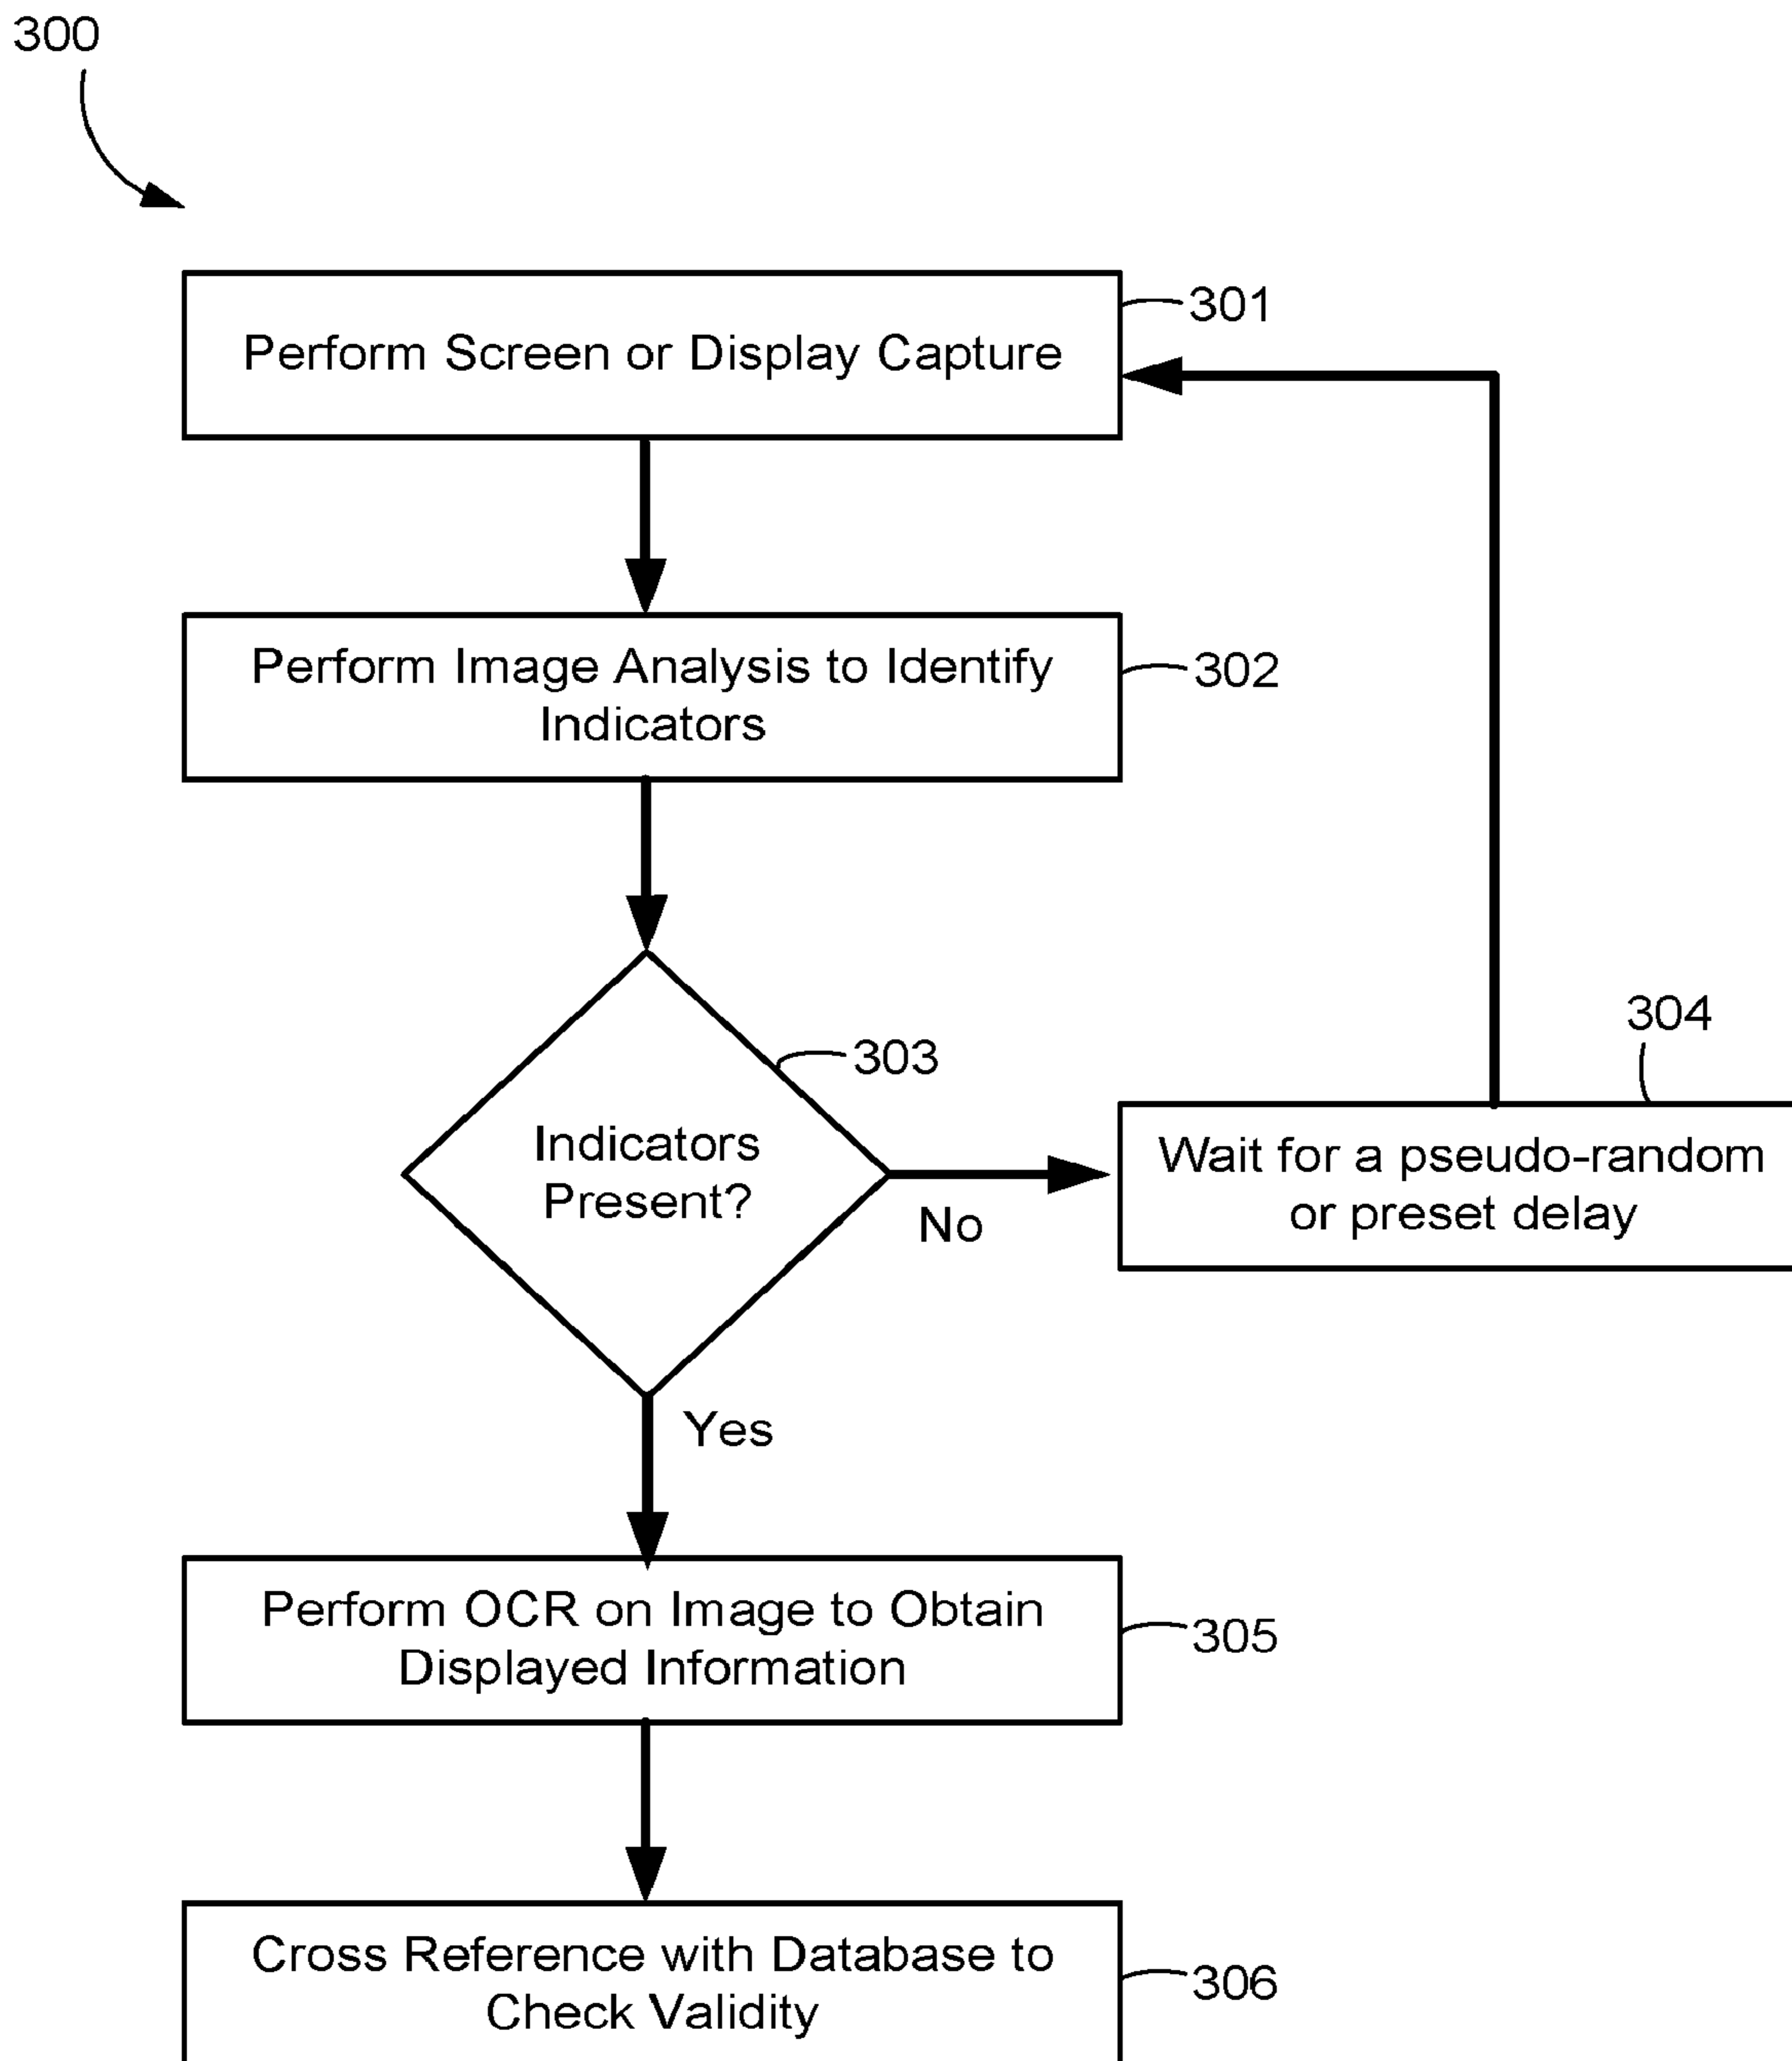 300
301
Perform Screen or Display Capture
Perform Image Analysis to Identify
Indicators
302
303
Indicators
Present?
No
304
Wait for a pseudo-random
or preset delay
Yes
Perform OCR on Image to Obtain
Displayed Information
305
Cross Reference with Database to
Check Validity
306